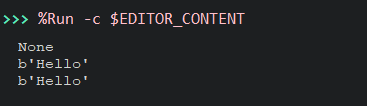 >>> %Run -c $EDITOR_CONTENT
None
b'Hello'
b'Hello'